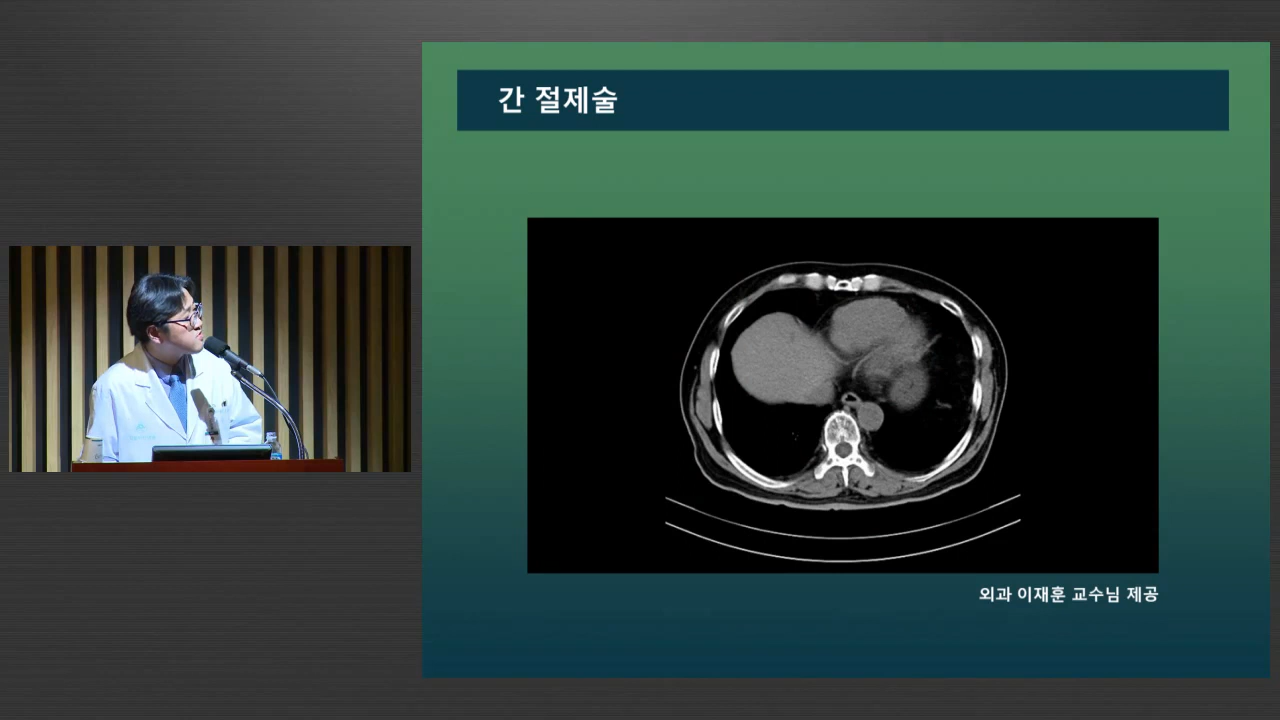 간 절제술
외과 이재훈 교수님 제공